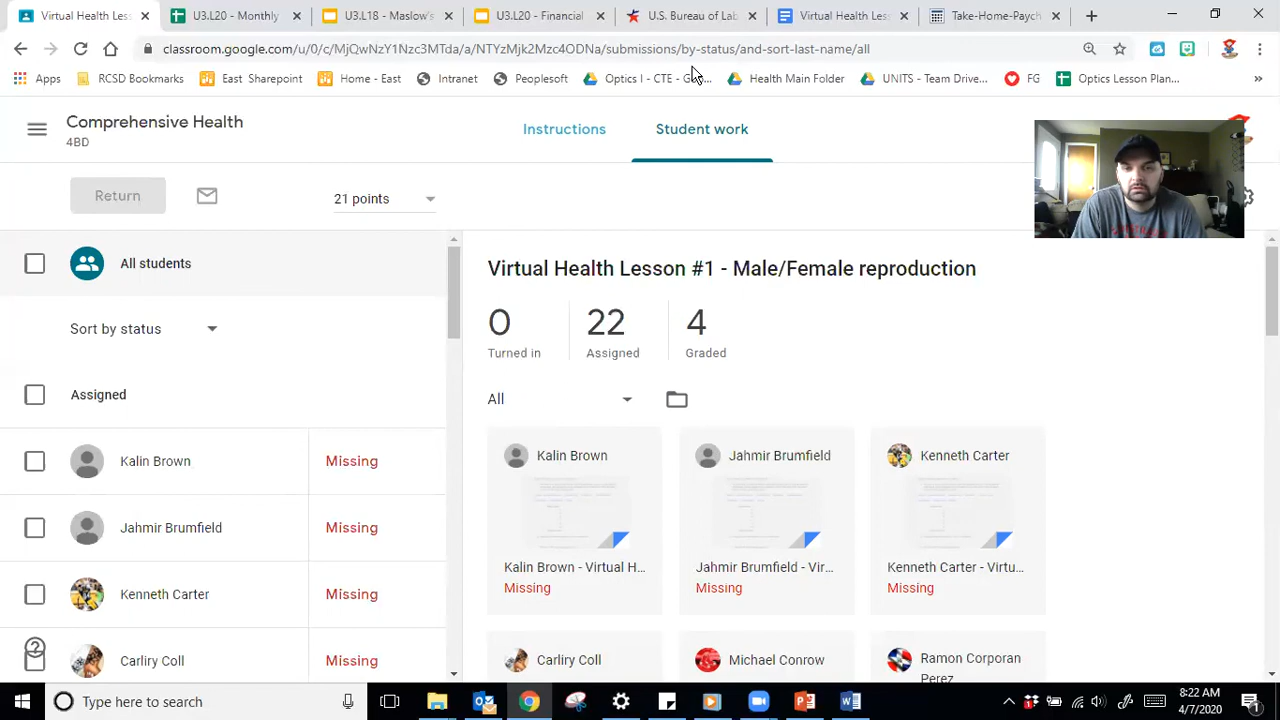 Virtual Health Les
U3.L20 - Monthly
U3.L18 - Maslow's
U3.L20 - Financial
U.S. Bureau of Lab
Virtual Health Less
Take-Home-Paych
classroom.google.com/u/0/c/MjQwNzY1Nzc3MTda/a/NTYzMjk2Mzc4ODNa/submissions/by-status/and-sort-last-name/all
Apps
RCSD Bookmarks
East Sharepoint
Home - East
Intranet
Peoplesoft
Optics I - CTE - G
Health Main Folder
UNITS - Team Drive...
FG
Optics Lesson Plan...
»
Comprehensive Health
4BD
Instructions
Student work
Return
21 points
All students
Sort by status
Assigned
Kalin Brown Missing
Jahmir Brumfield Missing
Kenneth Carter Missing
Carliry Coll Missing
Virtual Health Lesson #1 - Male/Female reproduction
0 22 4
Turned in Assigned Graded
All
Kalin Brown
Kalin Brown - Virtual H...
Missing
Jahmir Brumfield
Jahmir Brumfield - Vir...
Missing
Kenneth Carter
Kenneth Carter - Virtu...
Missing
Carliry Coll
Michael Conrow
Ramon Corporan
Perez
Type here to search
8:22 AM
4/7/2020